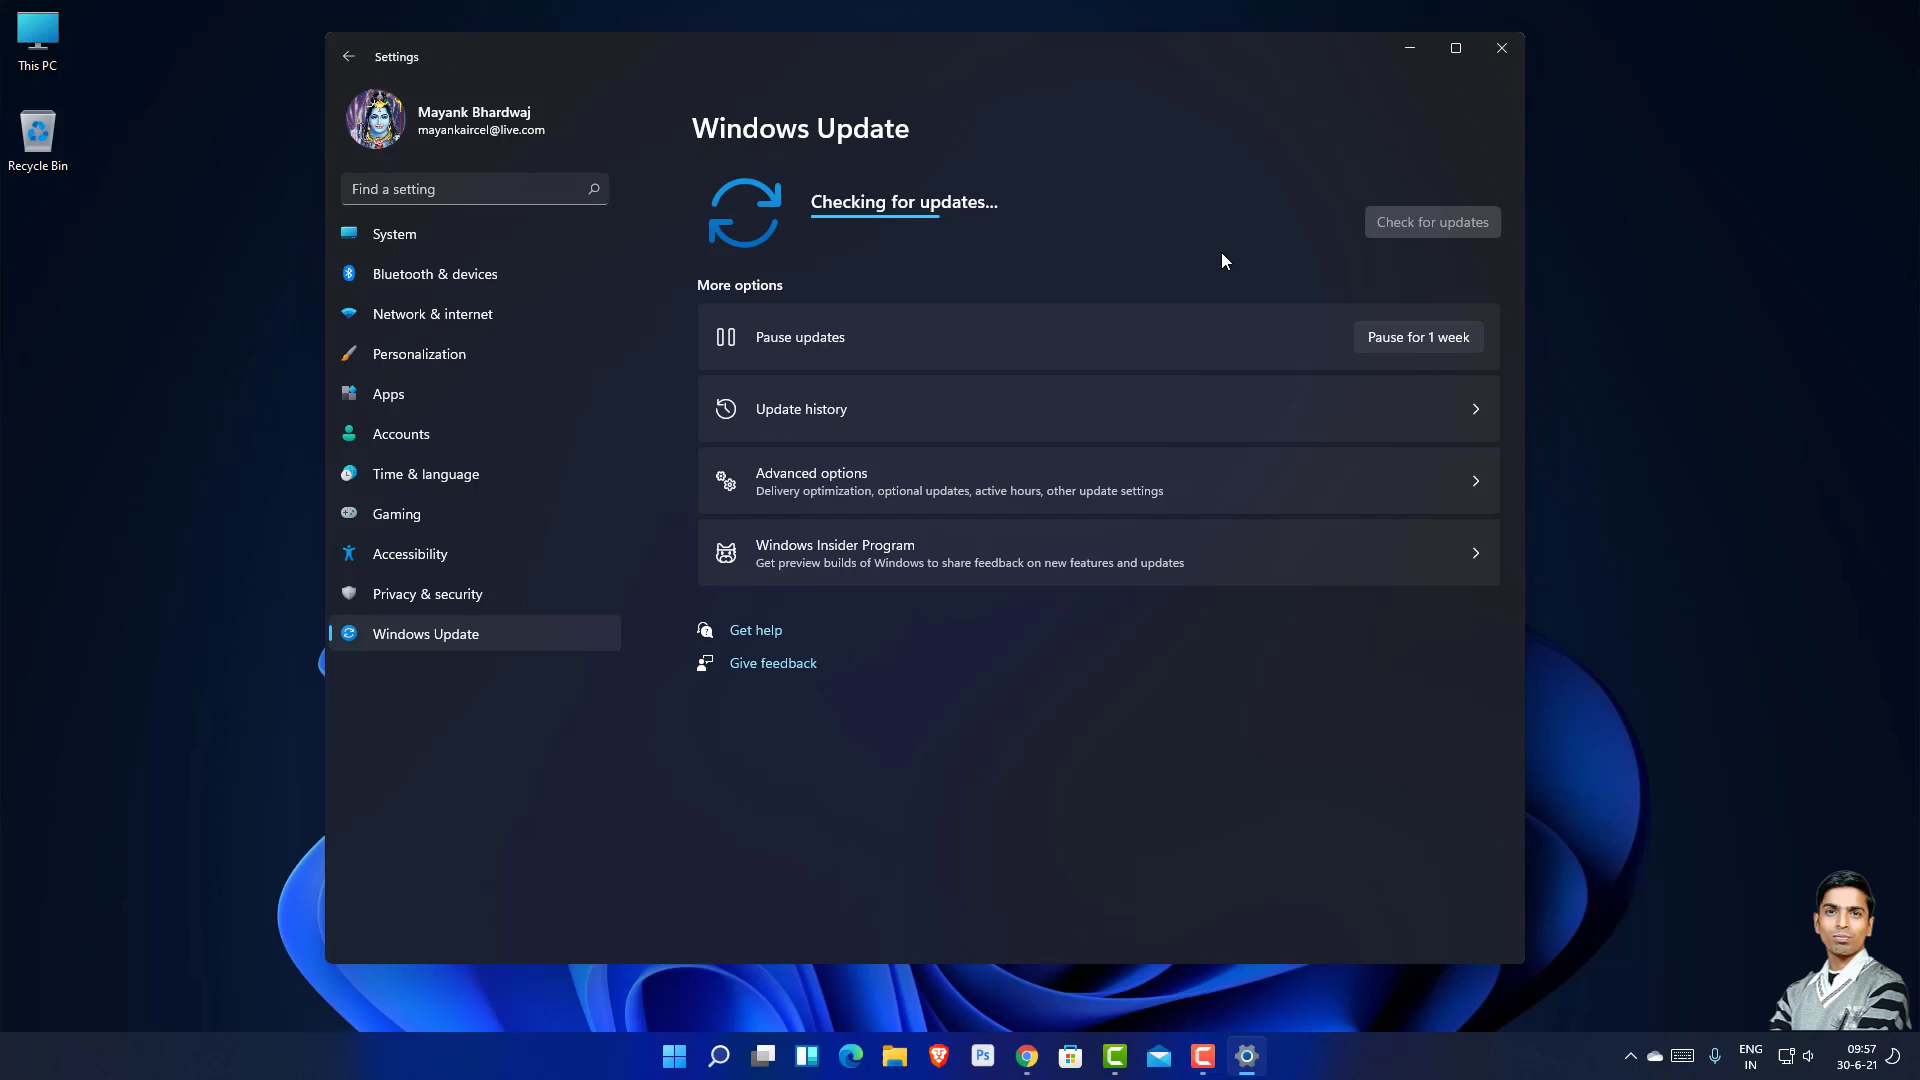 This PC
Recycle Bin
Settings
Mayank Bhardwaj
mayankaircel@live.com
Find a setting
System
Bluetooth & devices
Network & internet
Personalization
Apps
Accounts
Time & language
Gaming
Accessibility
Privacy & security
Windows Update
Windows Update
Checking for updates...
Check for updates
More options
Pause updates
Pause for 1 week
Update history
Advanced options
Delivery optimization, optional updates, active hours, other update settings
Windows Insider Program
Get preview builds of Windows to share feedback on new features and updates
Get help
Give feedback
Ps
ENG
IN
09:57
30-6-21